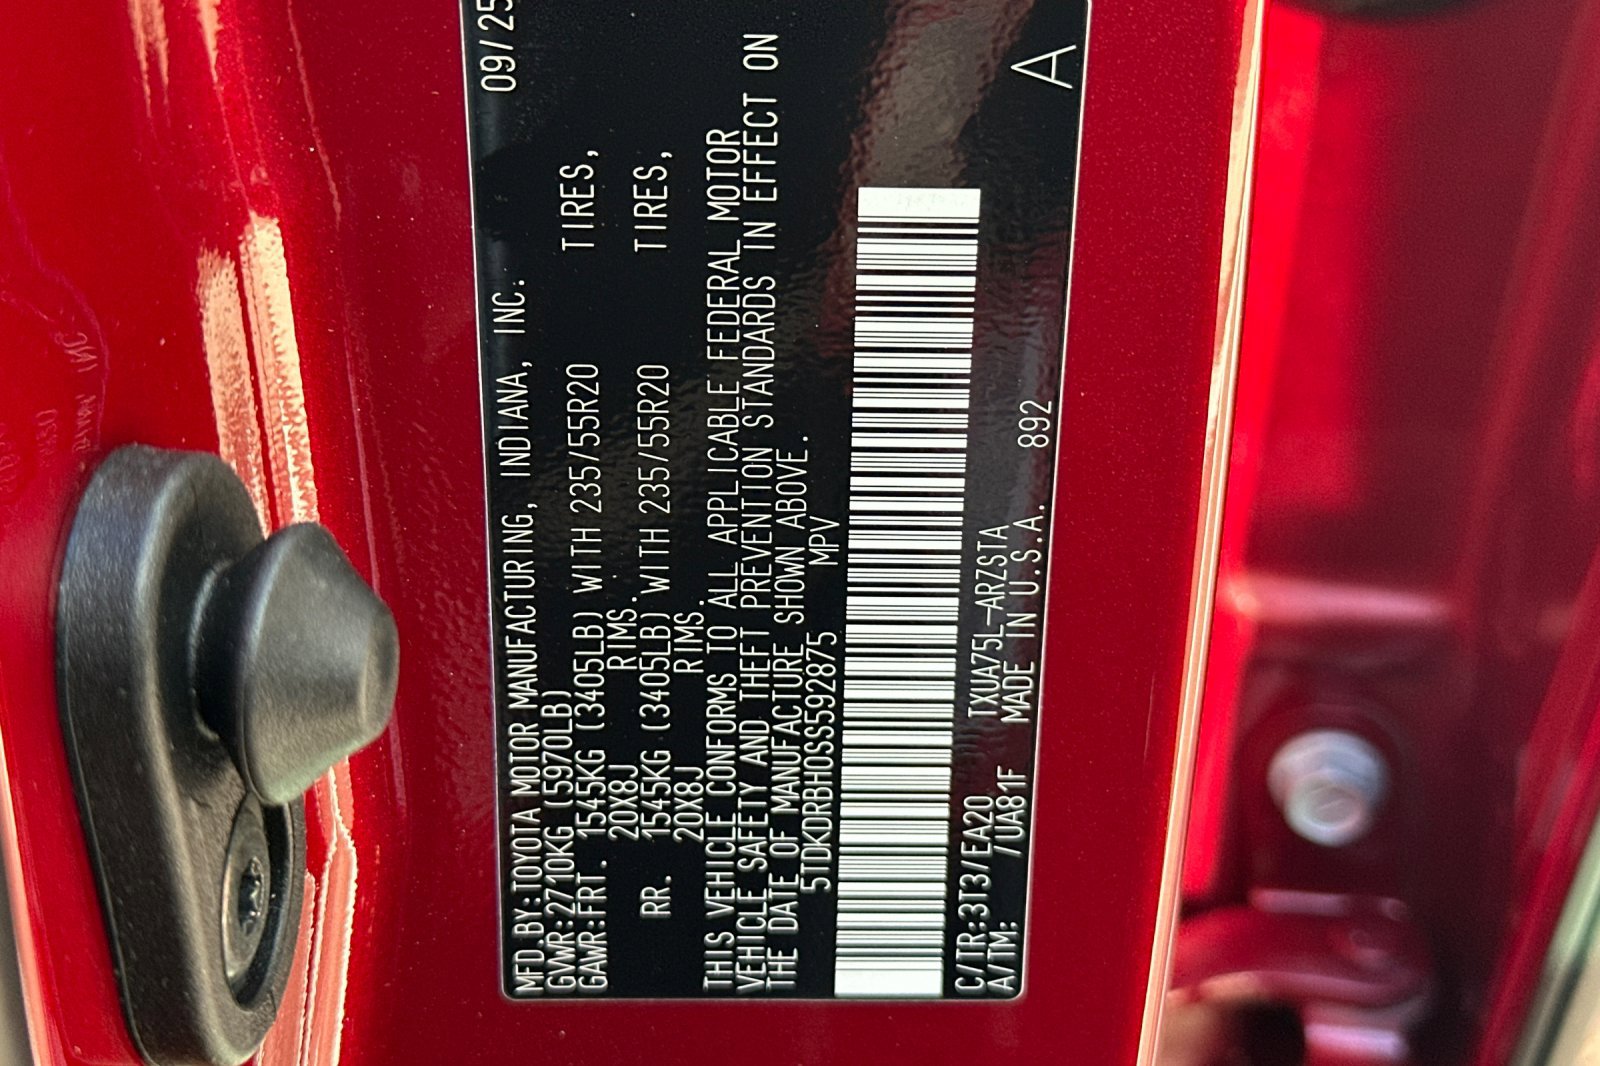 MFD.BY:TOYOTA MOTOR MANUFACTURING, INDIANA, INC. 09/25
GVWR:2710KG (5970LB)
GAWR:FRT. 1545KG (3405LB) WITH 235/55R20 TIRES,
20X8J RIMS.
RR. 1545KG (3405LB) WITH 235/55R20 TIRES,
20X8J RIMS.
THIS VEHICLE CONFORMS TO ALL APPLICABLE FEDERAL MOTOR
VEHICLE SAFETY AND THEFT PREVENTION STANDARDS IN EFFECT ON
THE DATE OF MANUFACTURE SHOWN ABOVE.
5TDKDRBH0SS592875 MPV
C/TR:3T3/EA20 TXUA75L-ARZSTA A
A/TM: /UA81F MADE IN U.S.A. 892